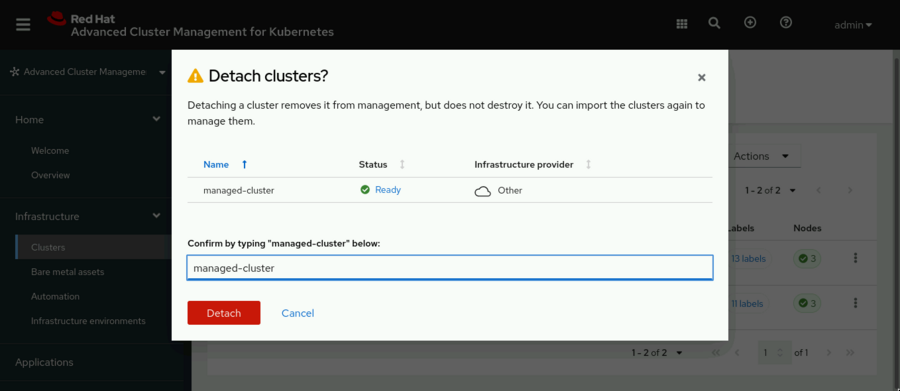 Red Hat
Advanced Cluster Management for Kubernetes
admin
Advanced Cluster Manageme
Home
Welcome
Overview
Infrastructure
Clusters
Bare metal assets
Automation
Infrastructure environments
Applications
Detach clusters?
Detaching a cluster removes it from management, but does not destroy it. You can import the clusters again to
manage them.
Name Status Infrastructure provider
managed-cluster Ready Other
Confirm by typing "managed-cluster" below:
managed-cluster
Detach Cancel
Actions
1 - 2 of 2
Nodes
13 labels 3
11 labels 3
1 - 2 of 2 1 of 1